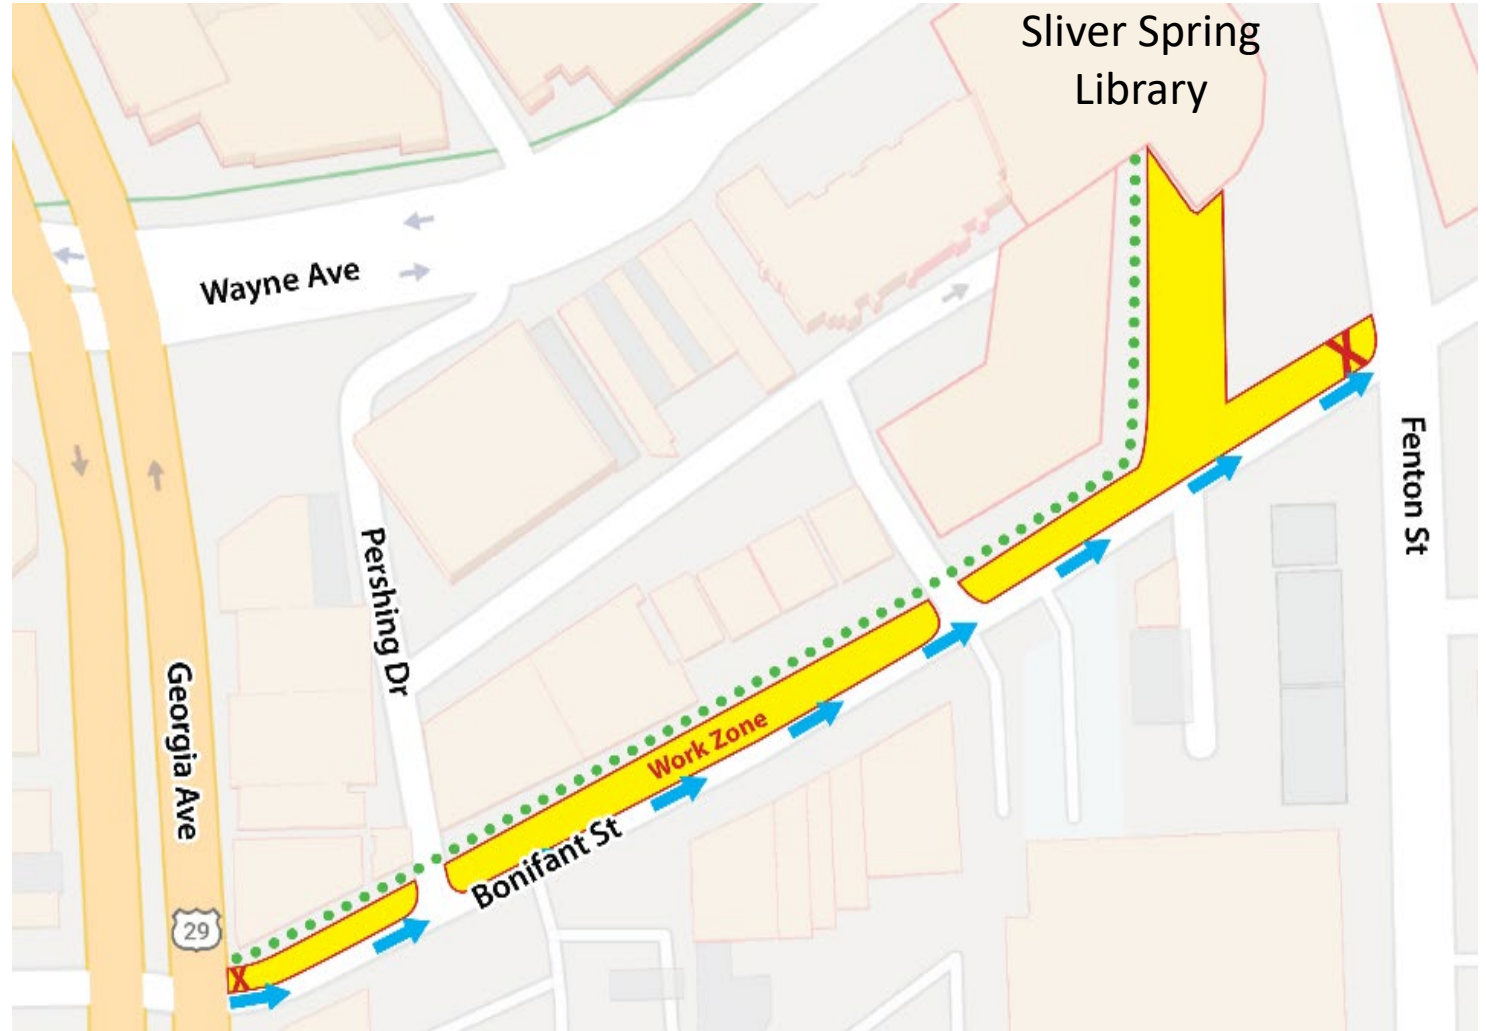 Sliver Spring
Library
Wayne Ave
X
Fenton St
Pershing Dr
Georgia Ave
Work Zone
Bonifant St
29
X